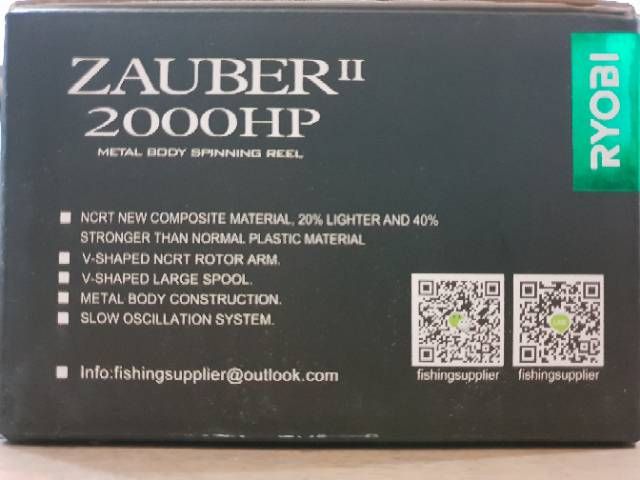 ZAUBER II
2000HP
METAL BODY SPINNING REEL
RYOBI
NCRT NEW COMPOSITE MATERIAL, 20% LIGHTER AND 40%
STRONGER THAN NORMAL PLASTIC MATERIAL
V-SHAPED NCRT ROTOR ARM.
V-SHAPED LARGE SPOOL.
METAL BODY CONSTRUCTION.
SLOW OSCILLATION SYSTEM.
Info:fishingsupplier@outlook.com
fishingsupplier
fishingsupplier